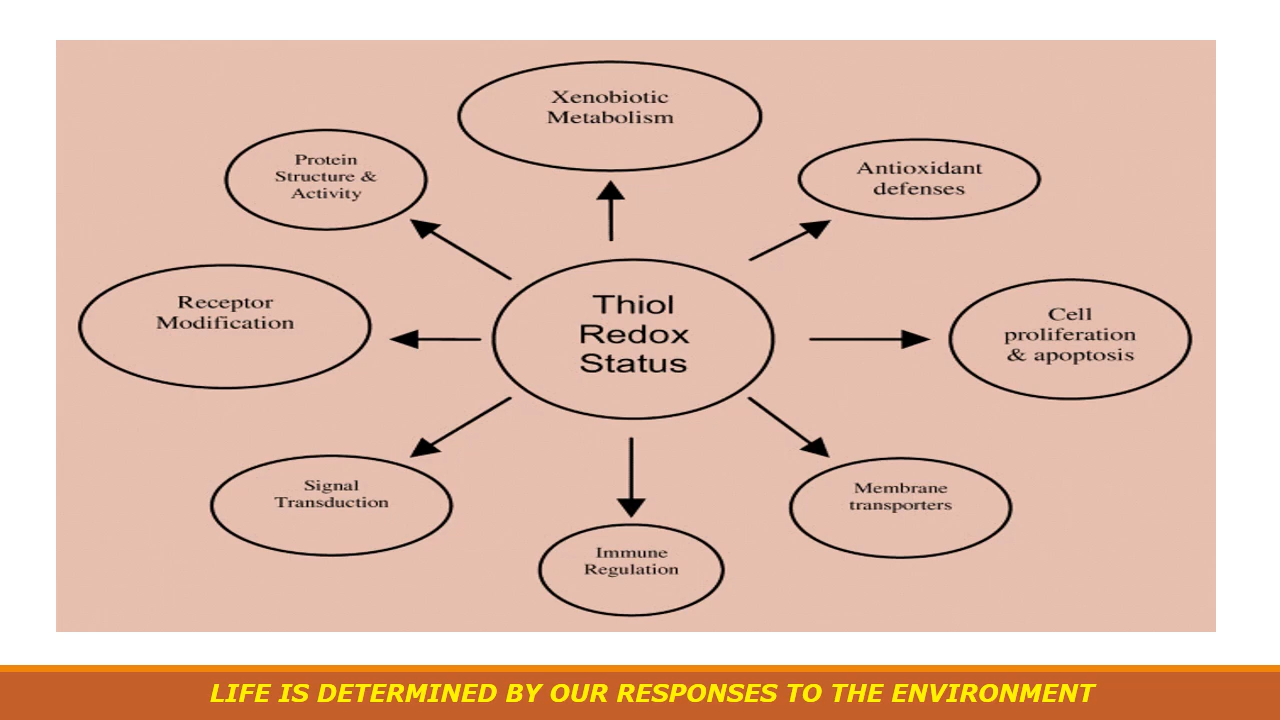 Xenobiotic
Metabolism
Protein
Structure &
Activity
Antioxidant
defenses
Receptor
Modification
Thiol
Redox
Status
Cell
proliferation
& apoptosis
Signal
Transduction
Membrane
transporters
Immune
Regulation
LIFE IS DETERMINED BY OUR RESPONSES TO THE ENVIRONMENT